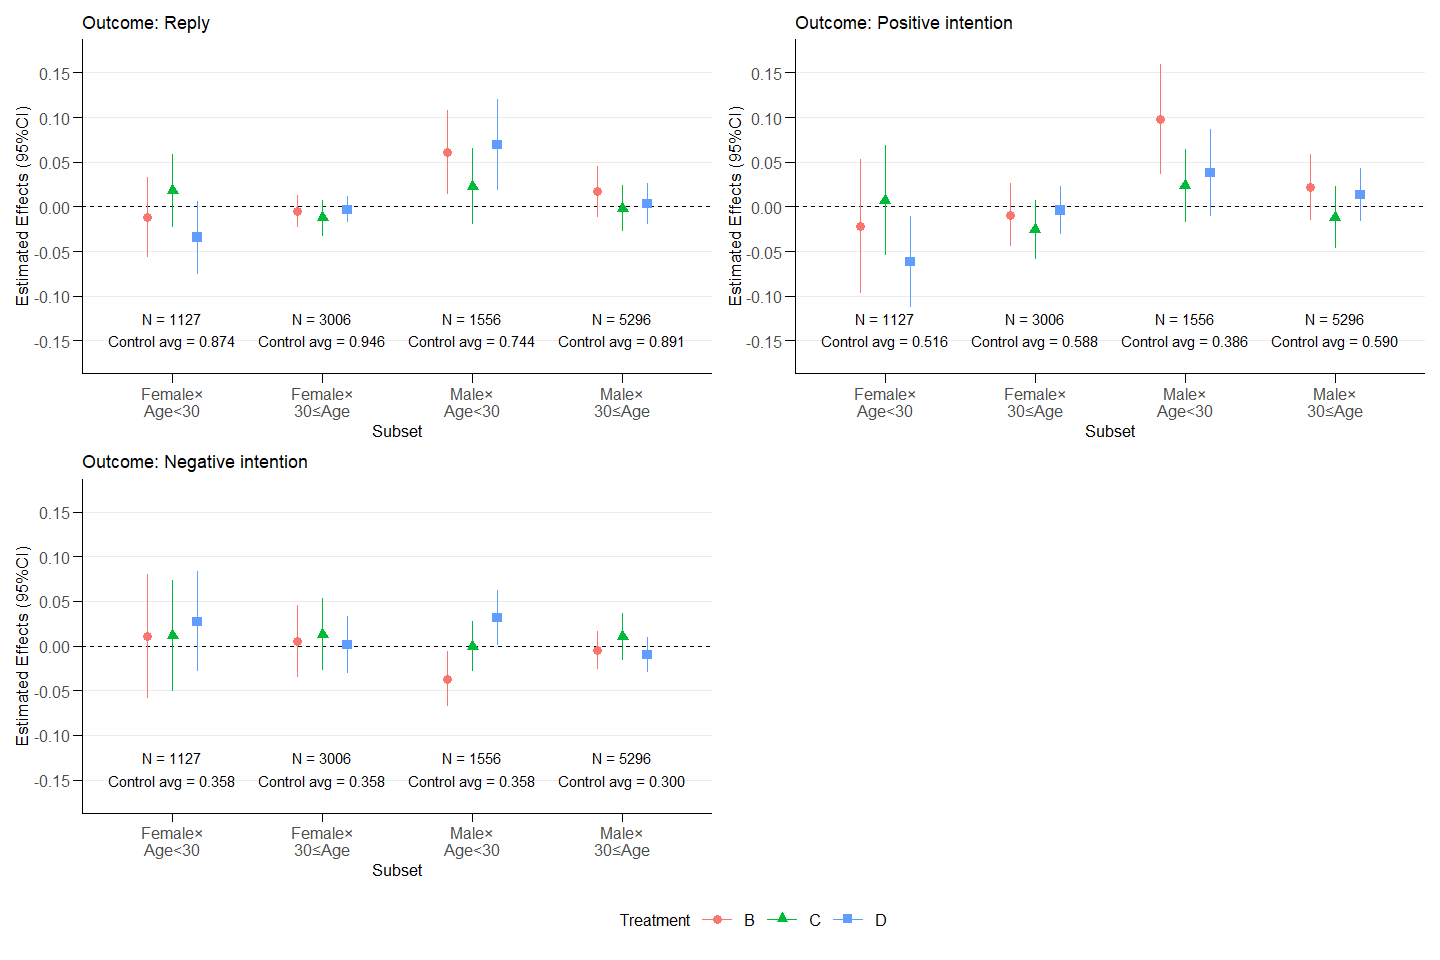 Outcome: Reply
Estimated Effects (95%CI)
0.15
0.10
0.05
0.00
-0.05
-0.10
-0.15
N = 1127 N = 3006 N = 1556 N = 5296
Control avg = 0.874 Control avg = 0.946 Control avg = 0.744 Control avg = 0.891
Female× Female× Male× Male×
Age<30 30≤Age Age<30 30≤Age
Subset
Outcome: Positive intention
Estimated Effects (95%CI)
0.15
0.10
0.05
0.00
-0.05
-0.10
-0.15
N = 1127 N = 3006 N = 1556 N = 5296
Control avg = 0.516 Control avg = 0.588 Control avg = 0.386 Control avg = 0.590
Female× Female× Male× Male×
Age<30 30≤Age Age<30 30≤Age
Subset
Outcome: Negative intention
Estimated Effects (95%CI)
0.15
0.10
0.05
0.00
-0.05
-0.10
-0.15
N = 1127 N = 3006 N = 1556 N = 5296
Control avg = 0.358 Control avg = 0.358 Control avg = 0.358 Control avg = 0.300
Female× Female× Male× Male×
Age<30 30≤Age Age<30 30≤Age
Subset
Treatment B C D